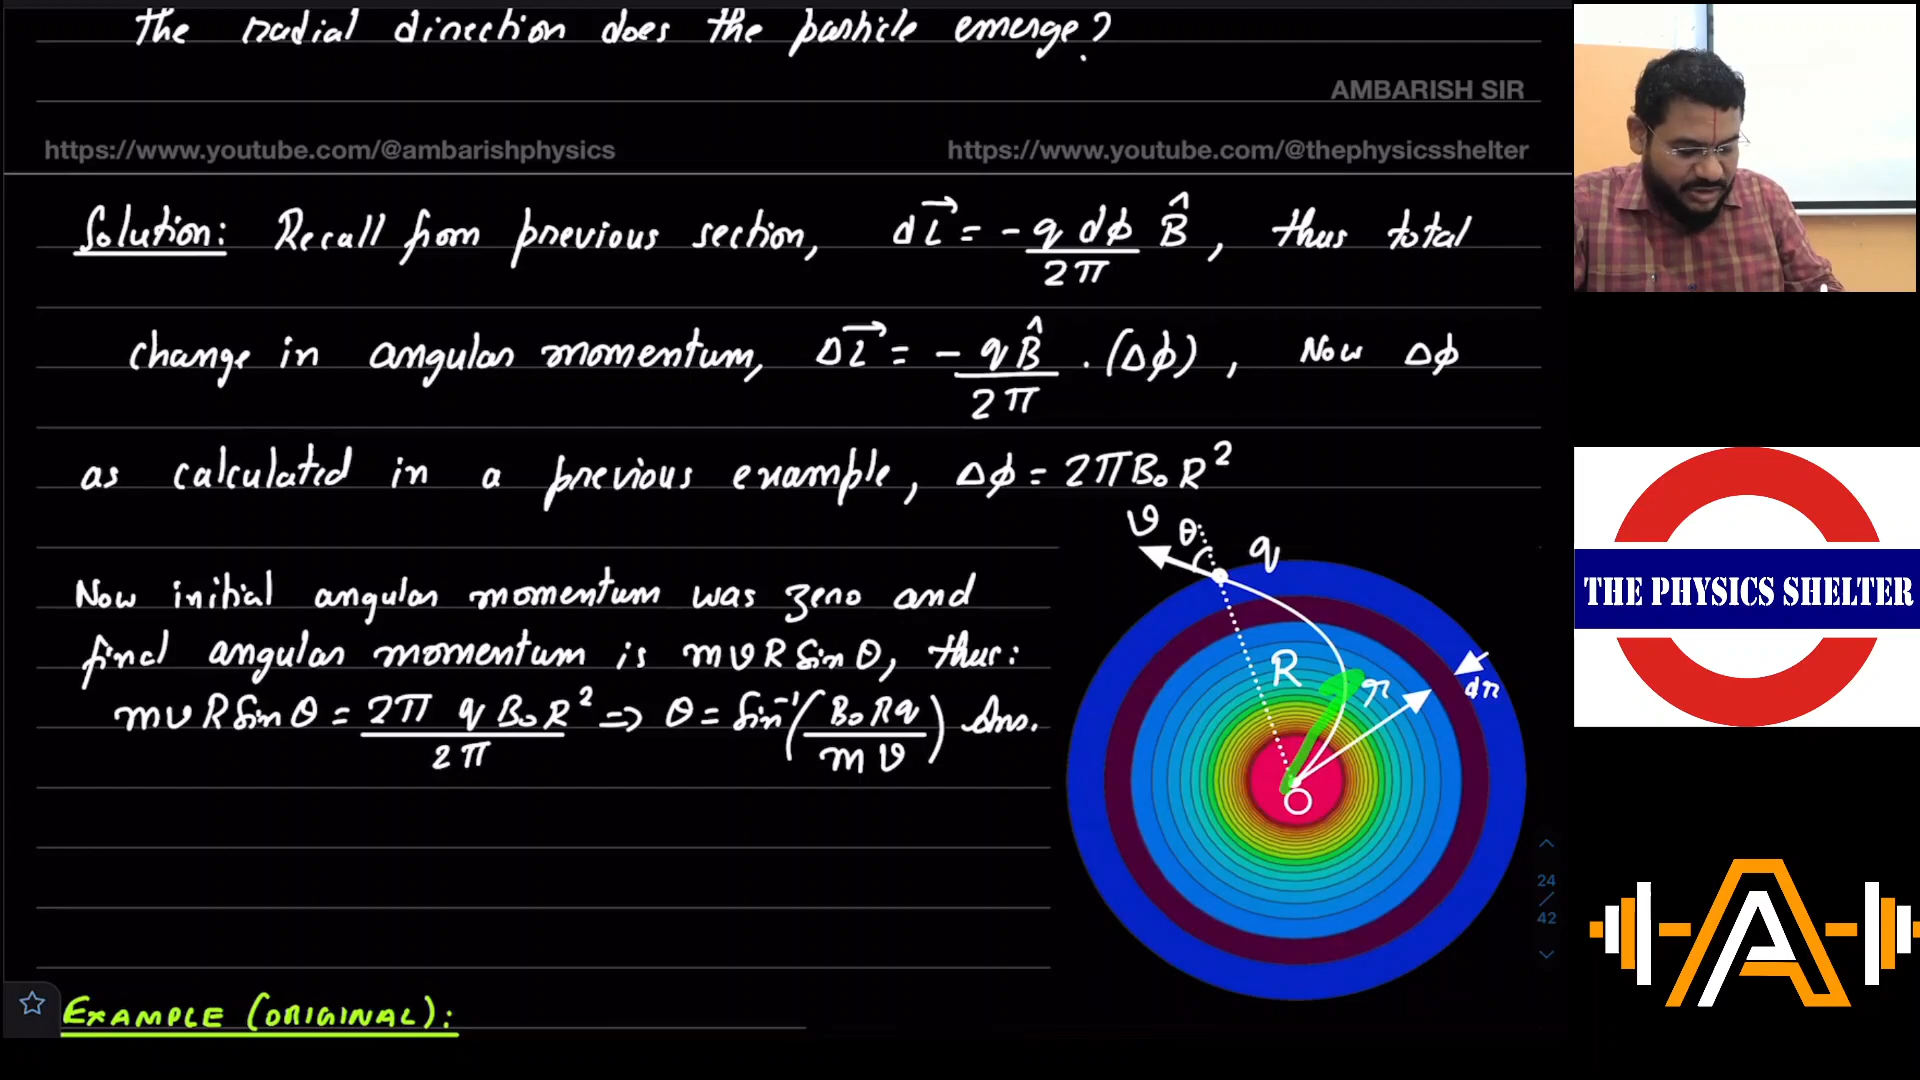 The radial direction does the particle emerge?
AMBARISH SIR
https://www.youtube.com/@ambarishphysics https://www.youtube.com/@thephysicsshelter
Solution: Recall from previous section, dL⃗ = -q dϕ/2π B̂, thus total
change in angular momentum, ΔL⃗ = -qB̂/2π . (Δϕ), Now Δϕ
as calculated in a previous example, Δϕ = 2πB₀R²
Now initial angular momentum was zero and
final angular momentum is mvR Sinθ, thus:
mvR Sinθ = 2π qB₀R²/2π ⇒ θ = Sin⁻¹(B₀Rq/mv) Ans.
v θ q
R r dr
O
THE PHYSICS SHELTER
24
/
42
A
EXAMPLE (ORIGINAL):